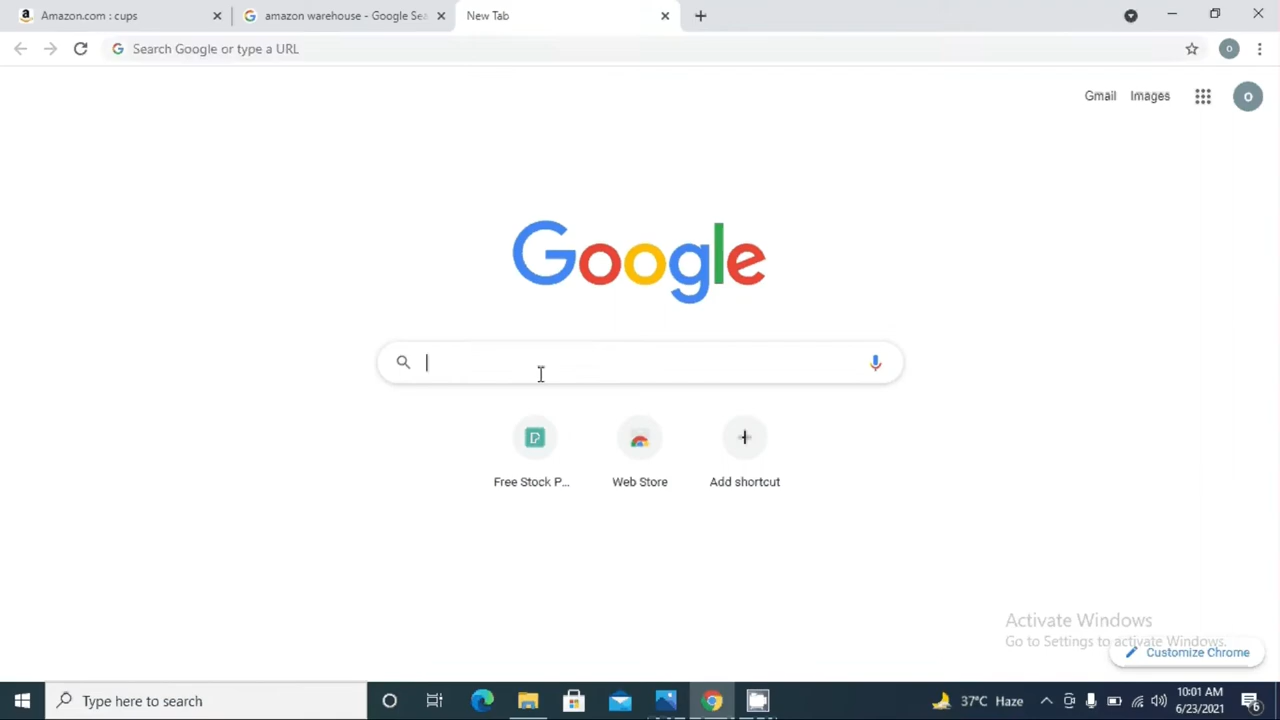 Amazon.com : cups
amazon warehouse - Google Sea
New Tab
Search Google or type a URL
o
Gmail Images
o
Google
Free Stock P... Web Store Add shortcut
Activate Windows
Go to Settings to activate Windows.
Customize Chrome
Type here to search
37°C Haze
10:01 AM
6/23/2021
6